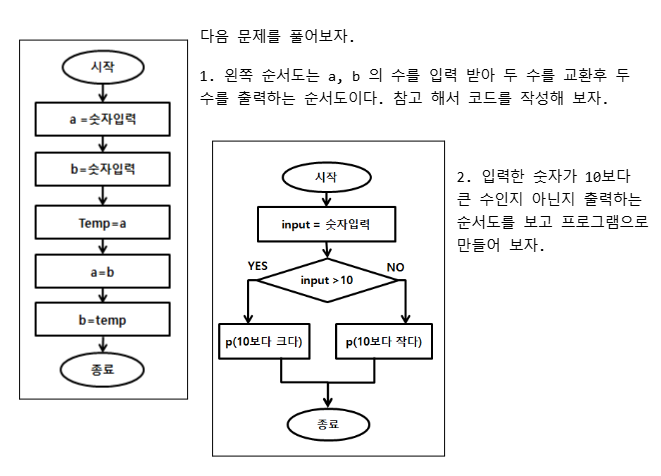 다음 문제를 풀어보자.
1. 왼쪽 순서도는 a, b 의 수를 입력 받아 두 수를 교환후 두
수를 출력하는 순서도이다. 참고 해서 코드를 작성해 보자.
시작
a =숫자입력
b=숫자입력
Temp=a
a=b
b=temp
종료
2. 입력한 숫자가 10보다
큰 수인지 아닌지 출력하는
순서도를 보고 프로그램으로
만들어 보자.
시작
input = 숫자입력
YES
NO
input >10
p(10보다 크다)
p(10보다 작다)
종료